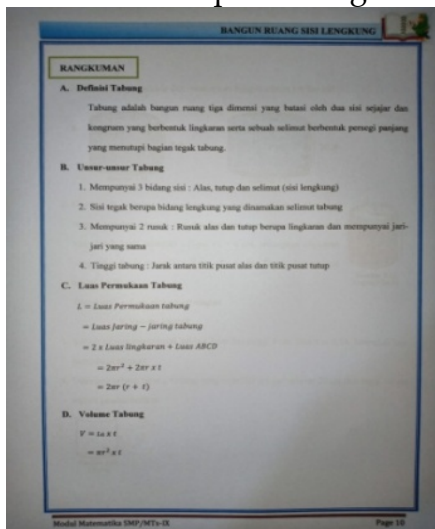 BANGUN RUANG SISI LENGKUNG
RANGKUMAN
A. Definisi Tabung
Tabung adalah bangun ruang tiga dimensi yang batasi oleh dua sisi sejajar dan
kongruen yang berbentuk lingkaran serta sebuah selimut berbentuk persegi panjang
yang menutupi bagian tegak tabung.
B. Unsur-unsur Tabung
1. Mempunyai 3 bidang sisi : Alas, tutup dan selimut (sisi lengkung)
2. Sisi tegak berupa bidang lengkung yang dinamakan selimut tabung
3. Mempunyai 2 rusuk : Rusuk alas dan tutup berupa lingkaran dan mempunyai jari-
jari yang sama
4. Tinggi tabung : Jarak antara titik pusat alas dan titik pusat tutup
C. Luas Permukaan Tabung
L = Luas Permukaan tabung
= Luas jaring – jaring tabung
= 2 x Luas lingkaran + Luas ABCD
= 2πr² + 2πr x t
= 2πr (r + t)
D. Volume Tabung
V = La x t
= πr² x t
Modul Matematika SMP/MTs-IX Page 10